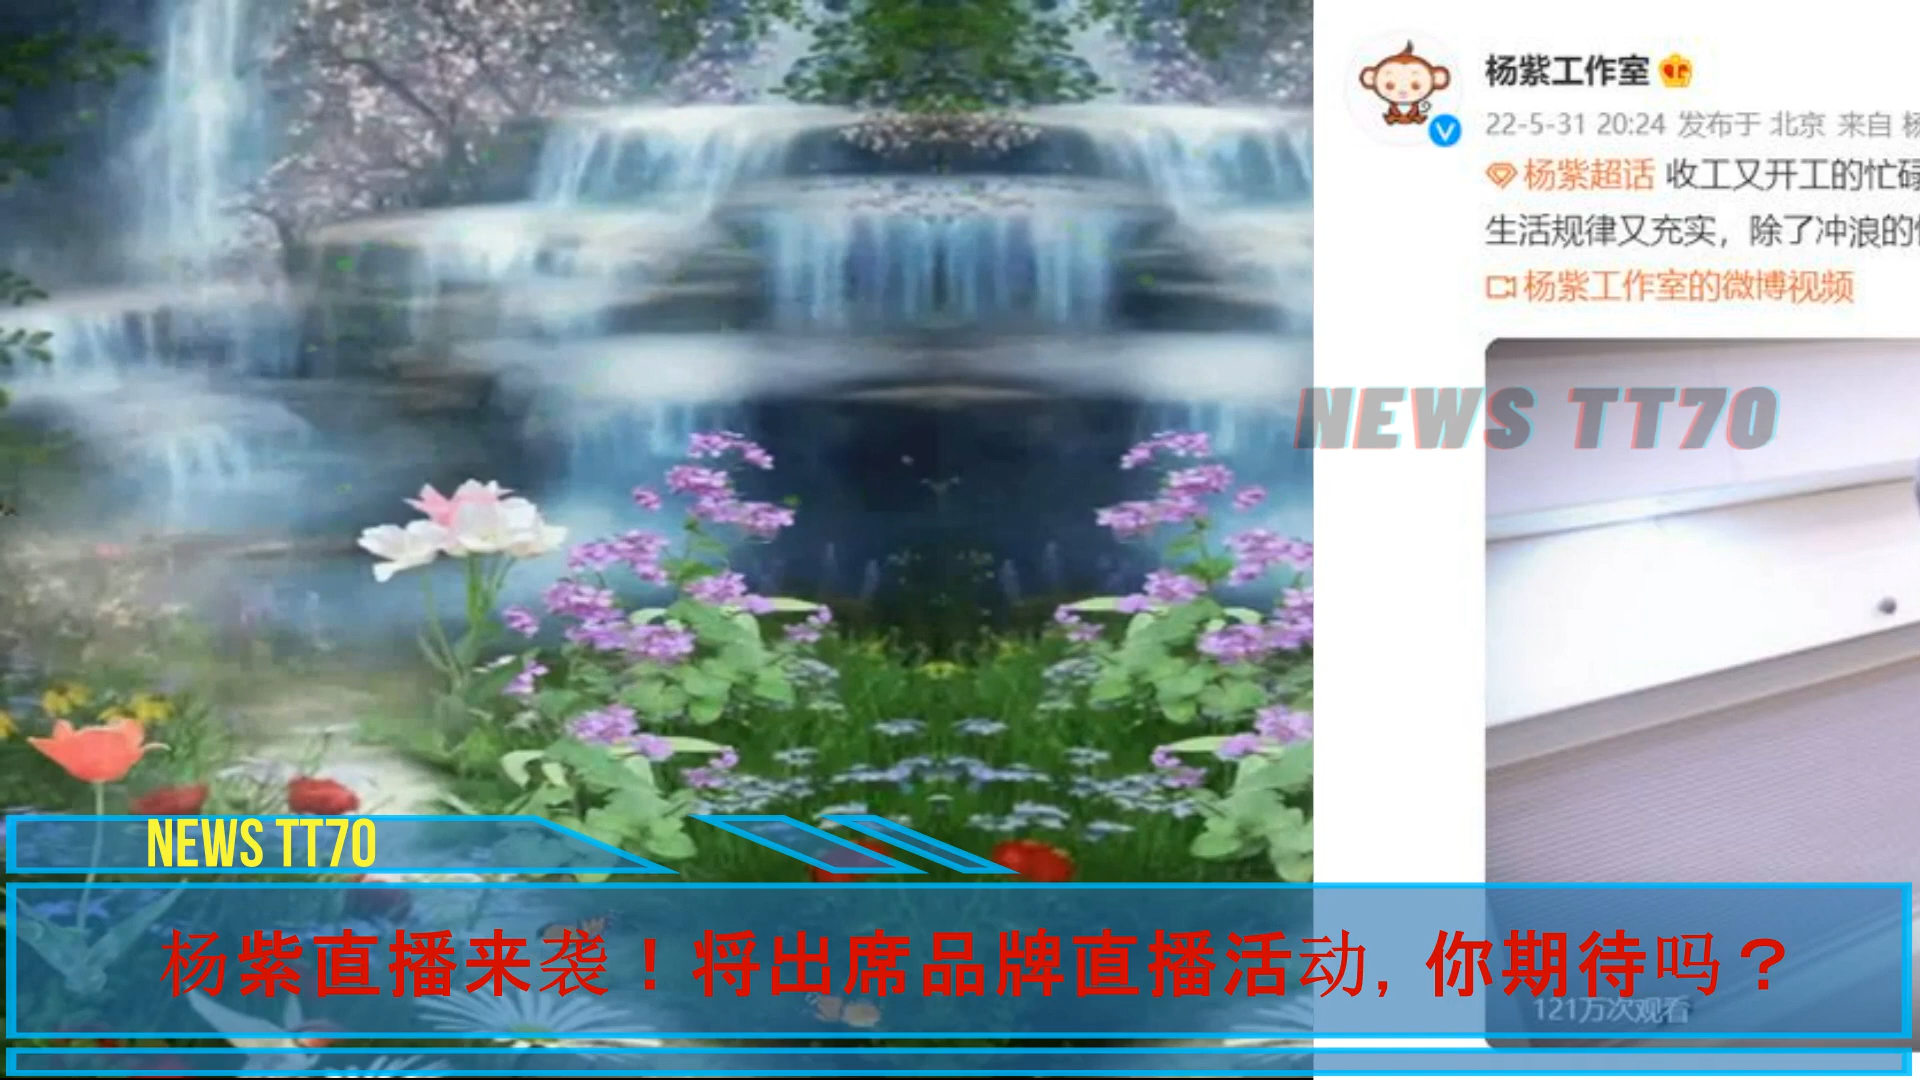 杨紫工作室
22-5-31 20:24 发布于 北京 来自 杨
杨紫超话 收工又开工的忙碌
生活规律又充实，除了冲浪的
杨紫工作室的微博视频
NEWS TT70
NEWS TT70
杨紫直播来袭！将出席品牌直播活动,你期待吗？
121万次观看